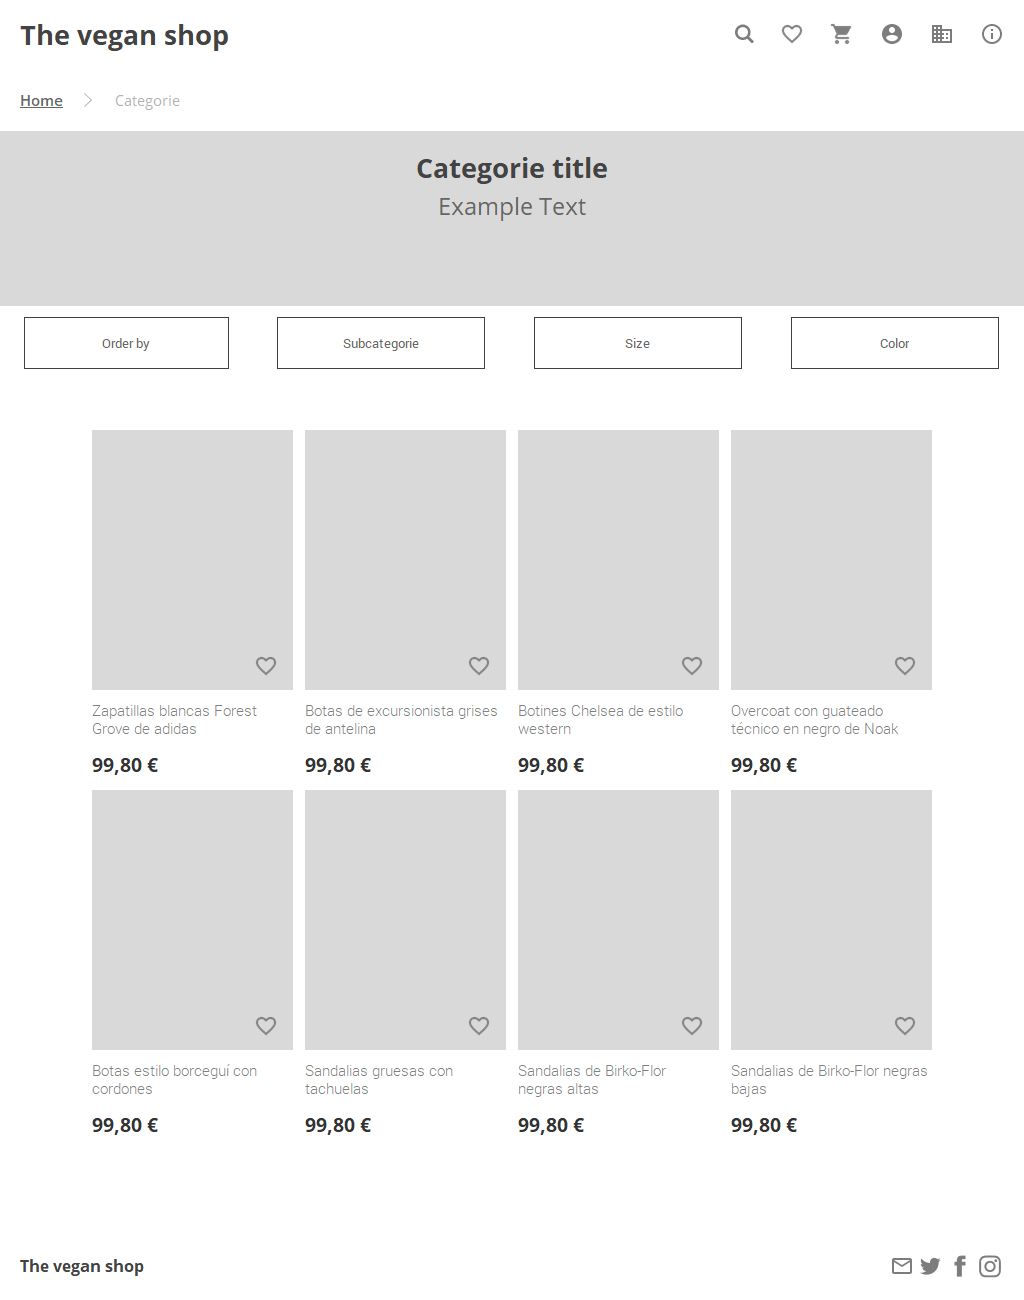 The vegan shop
Home
Categorie
Categorie title
Example Text
Order by
Subcategorie
Size
Color
Zapatillas blancas Forest
Grove de adidas
99,80 €
Botas de excursionista grises
de antelina
99,80 €
Botines Chelsea de estilo
western
99,80 €
Overcoat con guateado
técnico en negro de Noak
99,80 €
Botas estilo borceguí con
cordones
99,80 €
Sandalias gruesas con
tachuelas
99,80 €
Sandalias de Birko-Flor
negras altas
99,80 €
Sandalias de Birko-Flor negras
bajas
99,80 €
The vegan shop